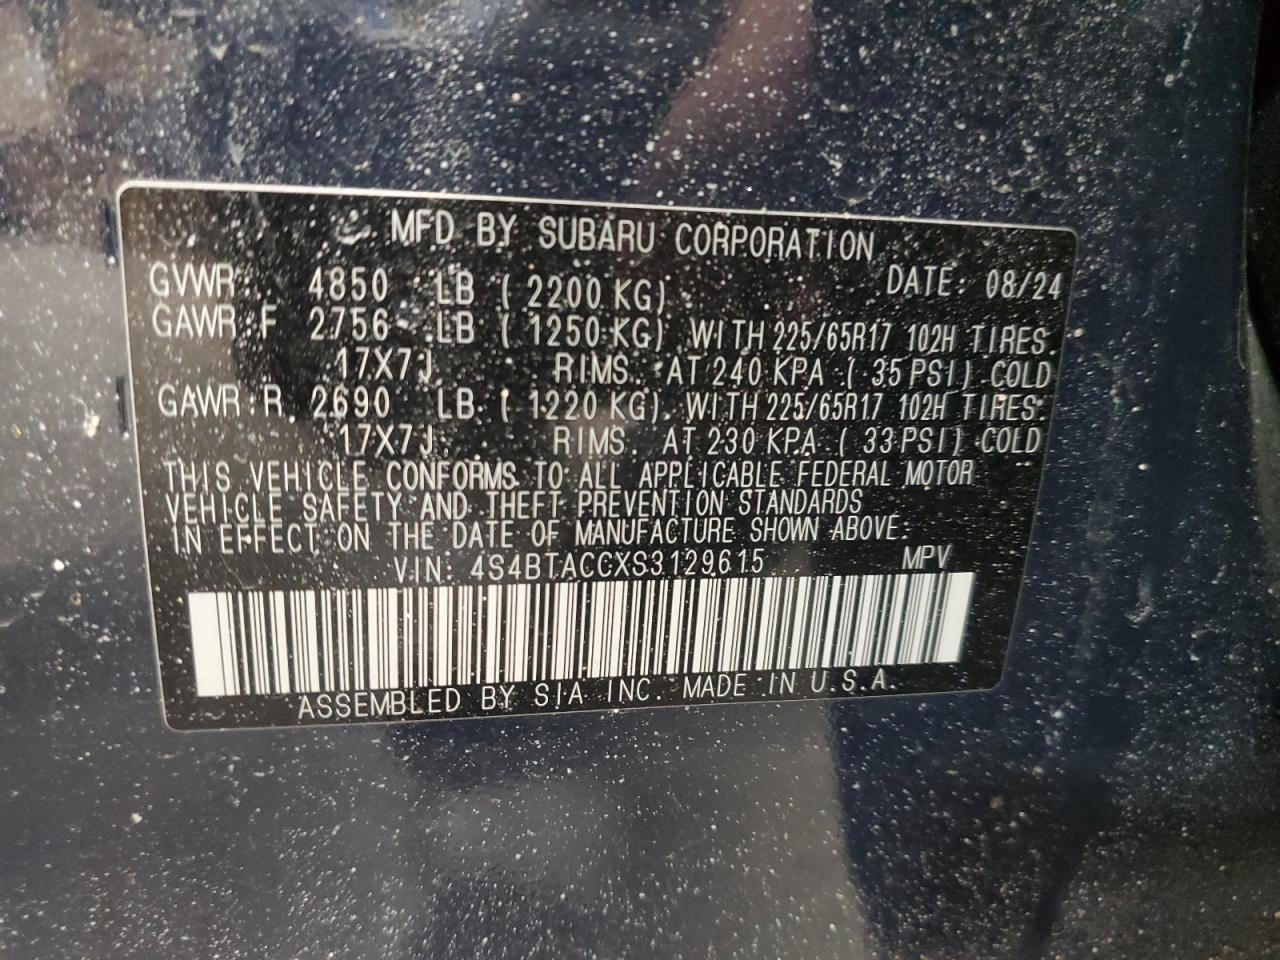 MFD BY SUBARU CORPORATION
GVWR: 4850 LB ( 2200 KG) DATE: 08/24
GAWR:F 2756 LB ( 1250 KG) WITH 225/65R17 102H TIRES.
17X7J RIMS. AT 240 KPA ( 35 PSI) COLD
GAWR:R 2690 LB ( 1220 KG) WITH 225/65R17 102H TIRES.
17X7J RIMS. AT 230 KPA ( 33 PSI) COLD
THIS VEHICLE CONFORMS TO ALL APPLICABLE FEDERAL MOTOR
VEHICLE SAFETY AND THEFT PREVENTION STANDARDS
IN EFFECT ON THE DATE OF MANUFACTURE SHOWN ABOVE.
VIN: 4S4BTACCXS3129615 MPV
ASSEMBLED BY SIA INC. MADE IN U.S.A.